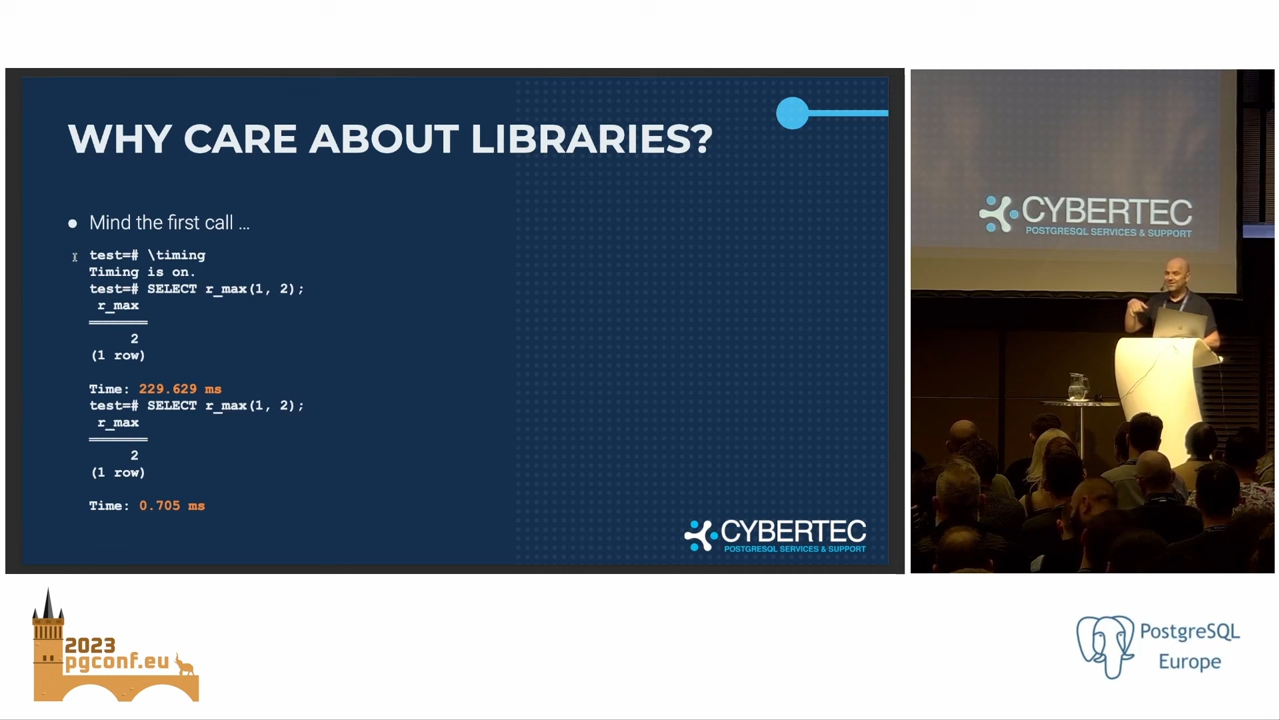 WHY CARE ABOUT LIBRARIES?
● Mind the first call ...
test=# \timing
Timing is on.
test=# SELECT r_max(1, 2);
r_max
2
(1 row)
Time: 229.629 ms
test=# SELECT r_max(1, 2);
r_max
2
(1 row)
Time: 0.705 ms
CYBERTEC
POSTGRESQL SERVICES & SUPPORT
CYBERTEC
POSTGRESQL SERVICES & SUPPORT
2023
pgconf.eu
PostgreSQL
Europe